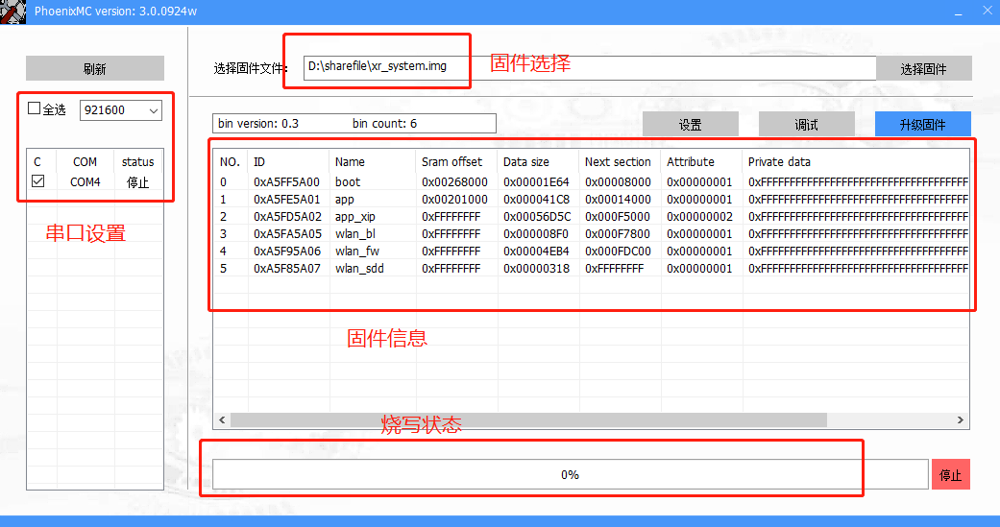 PhoenixMC version: 3.0.0924w
刷新
选择固件文件:
D:\sharefile\xr_system.img
固件选择
选择固件
全选
921600
bin version: 0.3 bin count: 6
设置
调试
升级固件
C COM status
COM4 停止
串口设置
NO. ID Name Sram offset Data size Next section Attribute Private data
0 0xA5FF5A00 boot 0x00268000 0x00001E64 0x00008000 0x00000001 0xFFFFFFFFFFFFFFFFFFFFFFFFFFFFFFFFFFF
1 0xA5FE5A01 app 0x00201000 0x000041C8 0x00014000 0x00000001 0xFFFFFFFFFFFFFFFFFFFFFFFFFFFFFFFFFFF
2 0xA5FD5A02 app_xip 0xFFFFFFFF 0x00056D5C 0x000F5000 0x00000002 0xFFFFFFFFFFFFFFFFFFFFFFFFFFFFFFFFFFF
3 0xA5FA5A05 wlan_bl 0xFFFFFFFF 0x000008F0 0x000F7800 0x00000001 0xFFFFFFFFFFFFFFFFFFFFFFFFFFFFFFFFFFF
4 0xA5F95A06 wlan_fw 0xFFFFFFFF 0x00004EB4 0x000FDC00 0x00000001 0xFFFFFFFFFFFFFFFFFFFFFFFFFFFFFFFFFFF
5 0xA5F85A07 wlan_sdd 0xFFFFFFFF 0x00000318 0xFFFFFFFF 0x00000001 0xFFFFFFFFFFFFFFFFFFFFFFFFFFFFFFFFFFF
固件信息
烧写状态
0%
停止